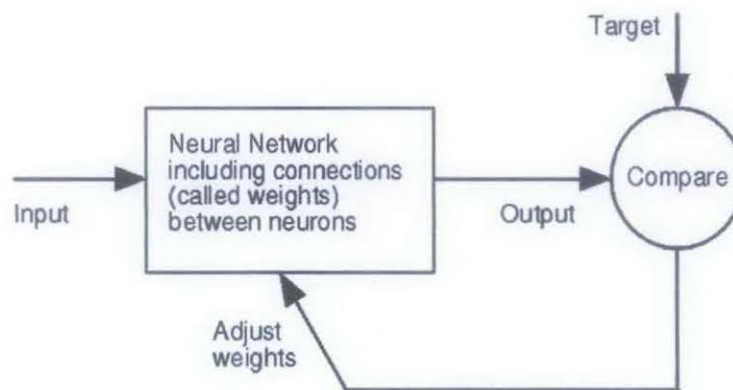 Target
Neural Network
including connections
(called weights)
between neurons
Compare
Input
Output
Adjust
weights